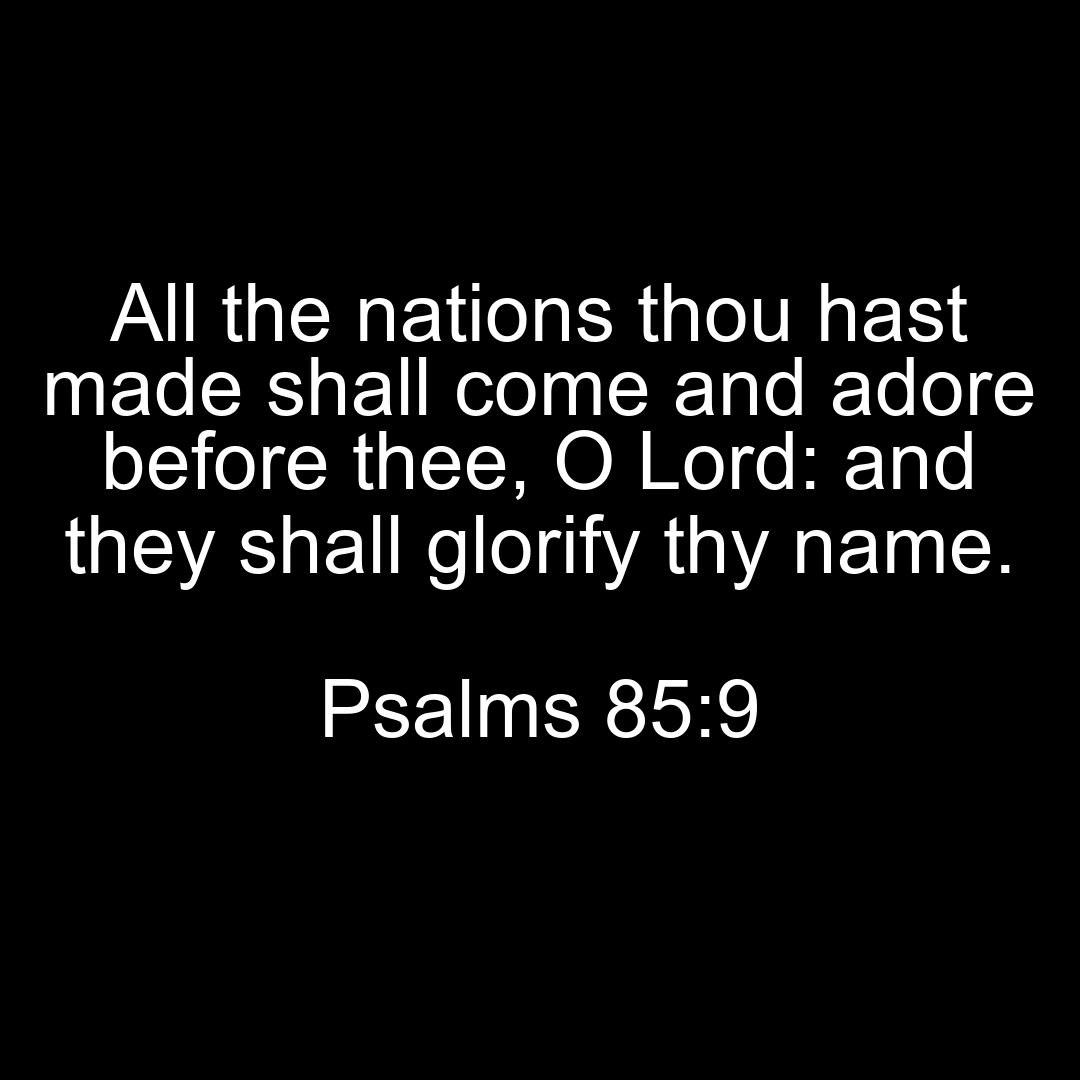 All the nations thou hast
made shall come and adore
before thee, O Lord: and
they shall glorify thy name.
Psalms 85:9